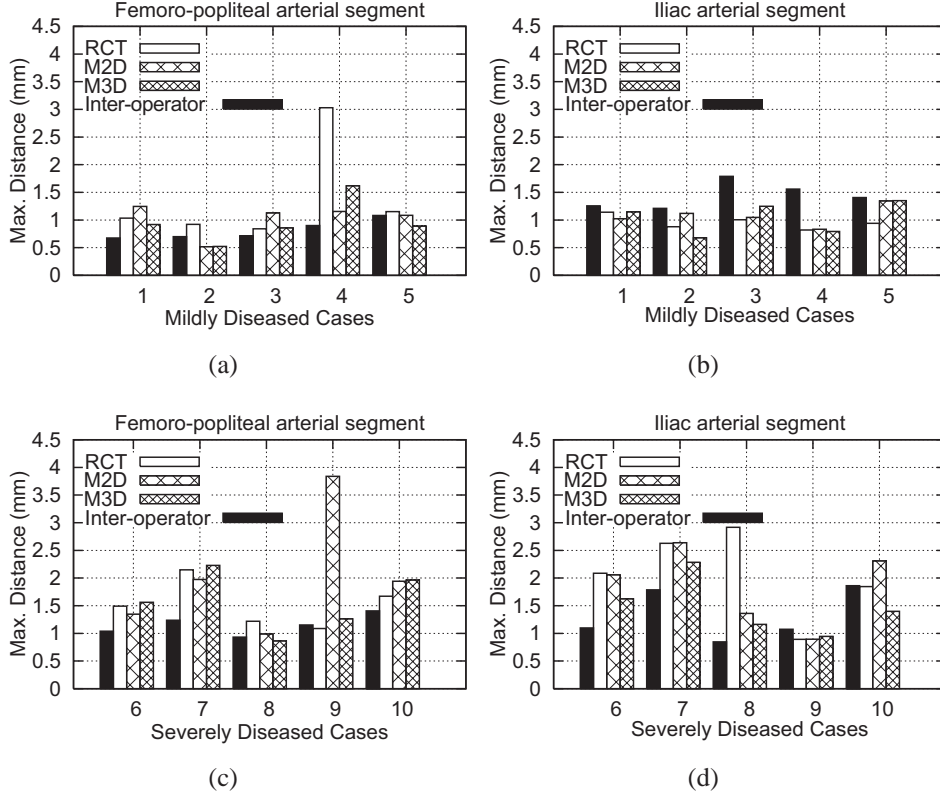 Femoro-popliteal arterial segment
4.5
4
3.5
3
2.5
2
1.5
1
0.5
0
Max. Distance (mm)
RCT
M2D
M3D
Inter-operator
1 2 3 4 5
Mildly Diseased Cases
(a)
Iliac arterial segment
4.5
4
3.5
3
2.5
2
1.5
1
0.5
0
Max. Distance (mm)
RCT
M2D
M3D
Inter-operator
1 2 3 4 5
Mildly Diseased Cases
(b)
Femoro-popliteal arterial segment
4.5
4
3.5
3
2.5
2
1.5
1
0.5
0
Max. Distance (mm)
RCT
M2D
M3D
Inter-operator
6 7 8 9 10
Severely Diseased Cases
(c)
Iliac arterial segment
4.5
4
3.5
3
2.5
2
1.5
1
0.5
0
Max. Distance (mm)
RCT
M2D
M3D
Inter-operator
6 7 8 9 10
Severely Diseased Cases
(d)